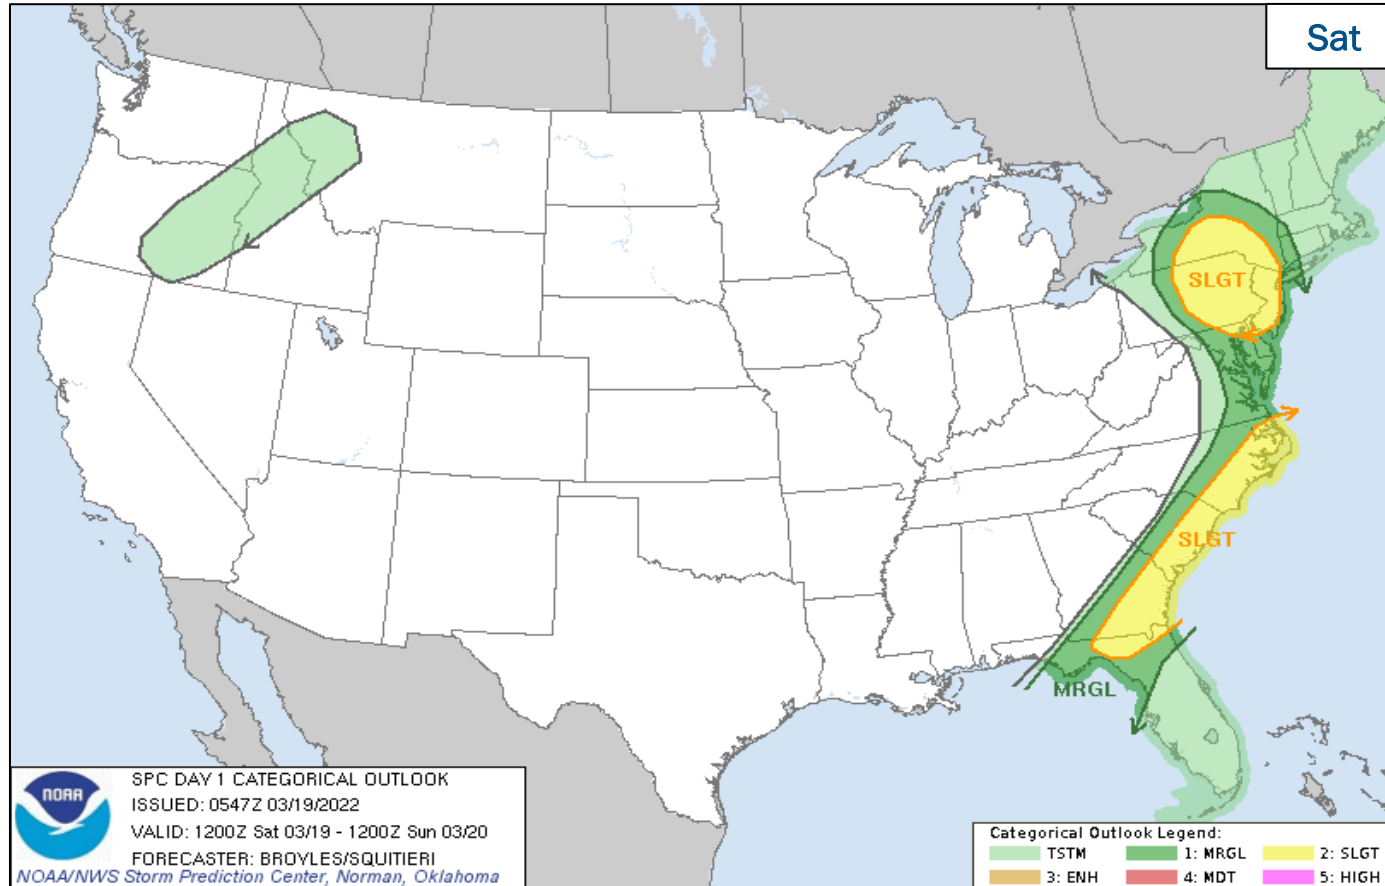 Sat
SLGT
SLGT
MRGL
NOAA
SPC DAY 1 CATEGORICAL OUTLOOK
ISSUED: 0547Z 03/19/2022
VALID: 1200Z Sat 03/19 - 1200Z Sun 03/20
FORECASTER: BROYLES/SQUITIERI
NOAA/NWS Storm Prediction Center, Norman, Oklahoma
Categorical Outlook Legend:
TSTM 1: MRGL 2: SLGT
3: ENH 4: MDT 5: HIGH